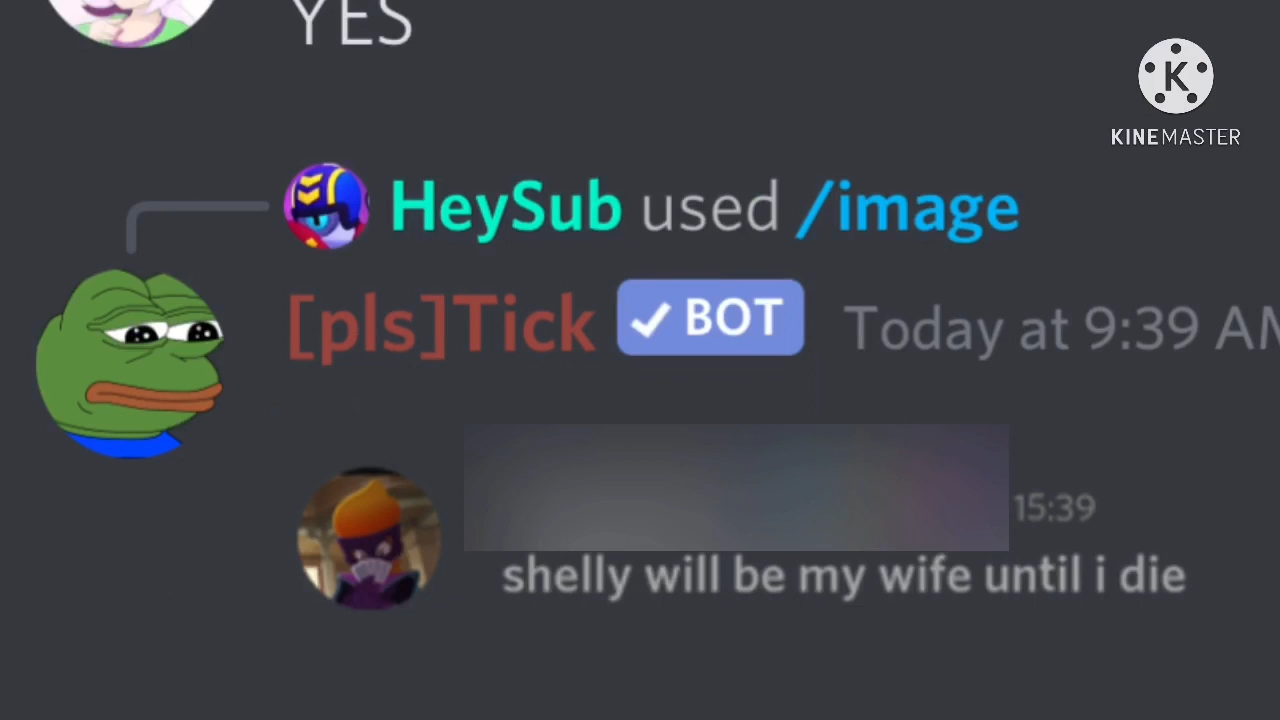 YES
K
KINEMASTER
HeySub used /image
[pls]Tick BOT Today at 9:39 AM
15:39
shelly will be my wife until i die